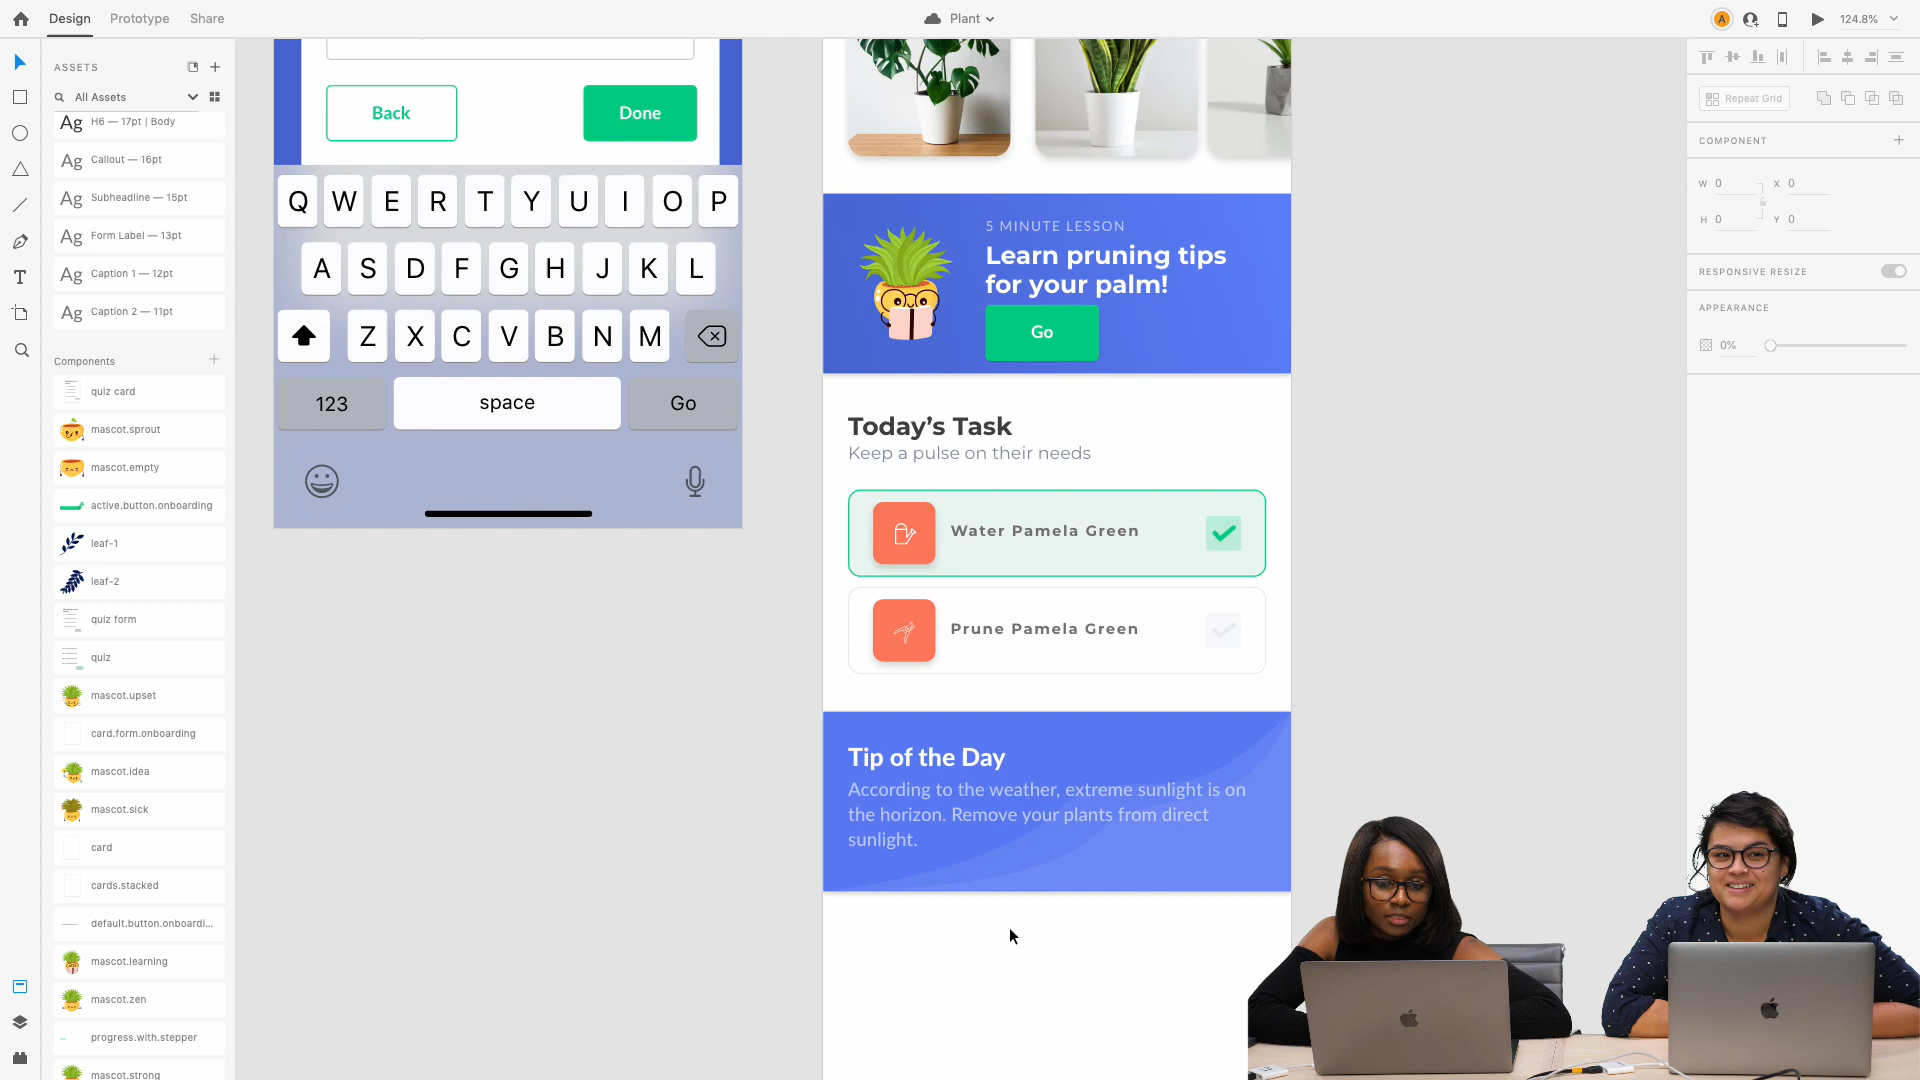 Design
Prototype
Share
Plant
A
124.8%
ASSETS
All Assets
Ag H6 — 17pt | Body
Ag Callout — 16pt
Ag Subheadline — 15pt
Ag Form Label — 13pt
Ag Caption 1 — 12pt
Ag Caption 2 — 11pt
Components
quiz card
mascot.sprout
mascot.empty
active.button.onboarding
leaf-1
leaf-2
quiz form
quiz
mascot.upset
card.form.onboarding
mascot.idea
mascot.sick
card
cards.stacked
default.button.onboardi...
mascot.learning
mascot.zen
progress.with.stepper
mascot.strong
Back
Done
Q W E R T Y U I O P
A S D F G H J K L
Z X C V B N M
123
space
Go
5 MINUTE LESSON
Learn pruning tips
for your palm!
Go
Today’s Task
Keep a pulse on their needs
Water Pamela Green
Prune Pamela Green
Tip of the Day
According to the weather, extreme sunlight is on
the horizon. Remove your plants from direct
sunlight.
Repeat Grid
COMPONENT
W 0
X 0
H 0
Y 0
RESPONSIVE RESIZE
APPEARANCE
0%